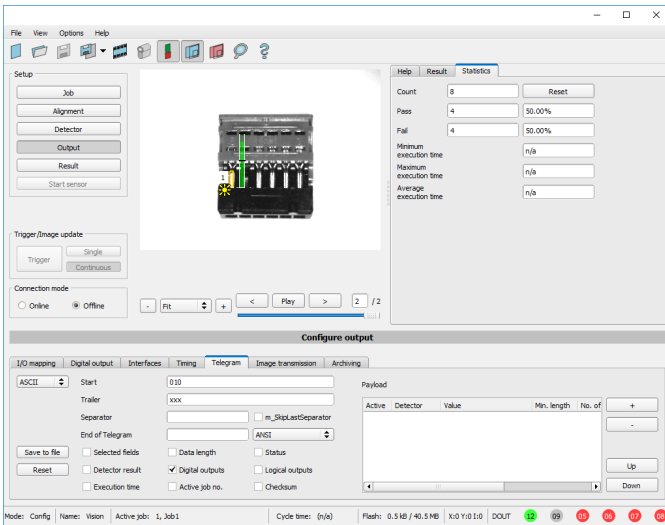 File View Options Help
Setup
Job
Alignment
Detector
Output
Result
Start sensor
Trigger/Image update
Trigger
Single
Continuous
Connection mode
Online Offline
1
- Fit + < Play > 2 / 2
Help Result Statistics
Count 8 Reset
Pass 4 50.00%
Fail 4 50.00%
Minimum
execution time n/a
Maximum
execution time n/a
Average
execution time n/a
Configure output
I/O mapping Digital output Interfaces Timing Telegram Image transmission Archiving
ASCII Start 010
Trailer xxx
Separator m_SkipLastSeparator
End of Telegram ANSI
Save to file Selected fields Data length Status
Reset Detector result Digital outputs Logical outputs
Execution time Active job no. Checksum
Payload
Active Detector Value Min. length No. of
+
-
Up
Down
Mode: Config Name: Vision Active job: 1, Job1 Cycle time: (n/a) Flash: 0.5 kB / 40.5 MB X:0 Y:0 I:0 DOUT 12 09 05 06 07 08